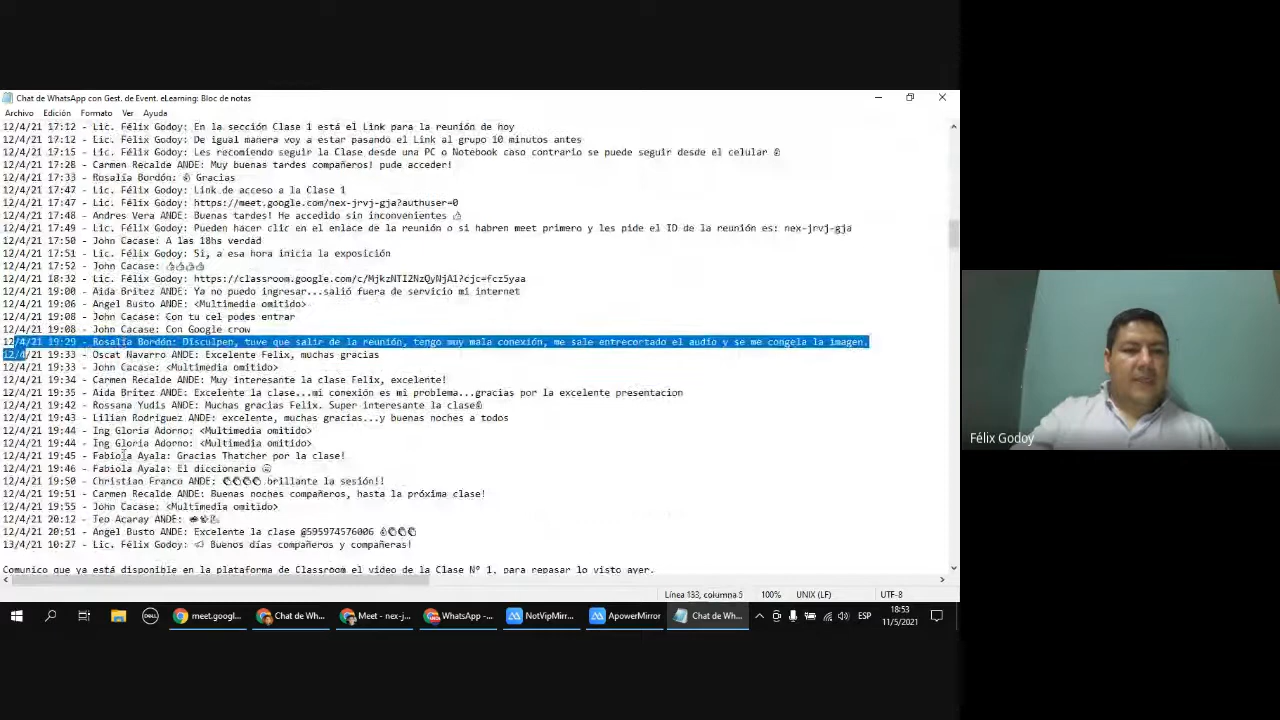 Chat de WhatsApp con Gest. de Event. eLearning: Bloc de notas
Archivo Edición Formato Ver Ayuda
12/4/21 17:12 - Lic. Félix Godoy: En la sección Clase 1 está el Link para la reunión de hoy
12/4/21 17:12 - Lic. Félix Godoy: De igual manera voy a estar pasando el Link al grupo 10 minutos antes
12/4/21 17:15 - Lic. Félix Godoy: Les recomiendo seguir la Clase desde una PC o Notebook caso contrario se puede seguir desde el celular
12/4/21 17:28 - Carmen Recalde ANDE: Muy buenas tardes compañeros! pude acceder!
12/4/21 17:33 - Rosalía Bordón: Gracias
12/4/21 17:47 - Lic. Félix Godoy: Link de acceso a la Clase 1
12/4/21 17:47 - Lic. Félix Godoy: https://meet.google.com/nex-jrvj-gja?authuser=0
12/4/21 17:48 - Andres Vera ANDE: Buenas tardes! He accedido sin inconvenientes 👍
12/4/21 17:49 - Lic. Félix Godoy: Pueden hacer clic en el enlace de la reunión o si habren meet primero y les pide el ID de la reunión es: nex-jrvj-gja
12/4/21 17:50 - John Cacase: A las 18hs verdad
12/4/21 17:51 - Lic. Félix Godoy: Si, a esa hora inicia la exposición
12/4/21 17:52 - John Cacase: 👍👍👍👍
12/4/21 18:32 - Lic. Félix Godoy: https://classroom.google.com/c/MjkzNTI2NzQyNjA1?cjc=fcz5yaa
12/4/21 19:00 - Aida Britez ANDE: Ya no puedo ingresar...salió fuera de servicio mi internet
12/4/21 19:06 - Angel Busto ANDE: <Multimedia omitido>
12/4/21 19:08 - John Cacase: Con tu cel podes entrar
12/4/21 19:08 - John Cacase: Con Google crow
12/4/21 19:29 - Rosalía Bordón: Disculpen, tuve que salir de la reunión, tengo muy mala conexión, me sale entrecortado el audio y se me congela la imagen.
12/4/21 19:33 - Oscat Navarro ANDE: Excelente Felix, muchas gracias
12/4/21 19:33 - John Cacase: <Multimedia omitido>
12/4/21 19:34 - Carmen Recalde ANDE: Muy interesante la clase Felix, excelente!
12/4/21 19:35 - Aida Britez ANDE: Excelente la clase...mi conexión es mi problema...gracias por la excelente presentacion
12/4/21 19:42 - Rossana Yudis ANDE: Muchas gracias Felix. Super interesante la clase
12/4/21 19:43 - Lilian Rodriguez ANDE: excelente, muchas gracias...y buenas noches a todos
12/4/21 19:44 - Ing Gloria Adorno: <Multimedia omitido>
12/4/21 19:44 - Ing Gloria Adorno: <Multimedia omitido>
12/4/21 19:45 - Fabiola Ayala: Gracias Thatcher por la clase!
12/4/21 19:46 - Fabiola Ayala: El diccionario
12/4/21 19:50 - Christian Franco ANDE: brillante la sesión!!
12/4/21 19:51 - Carmen Recalde ANDE: Buenas noches compañeros, hasta la próxima clase!
12/4/21 19:55 - John Cacase: <Multimedia omitido>
12/4/21 20:12 - Teo Acaray ANDE:
12/4/21 20:51 - Angel Busto ANDE: Excelente la clase @595974576006
13/4/21 10:27 - Lic. Félix Godoy: Buenos días compañeros y compañeras!
Comunico que ya está disponible en la plataforma de Classroom el video de la Clase Nº 1, para repasar lo visto ayer.
Línea 133, columna 5 100% UNIX (LF) UTF-8
meet.googl... Chat de Wh... Meet - nex-j... WhatsApp -... NotVipMirr... ApowerMirror Chat de Wh... ESP 18:53
11/5/2021
Félix Godoy